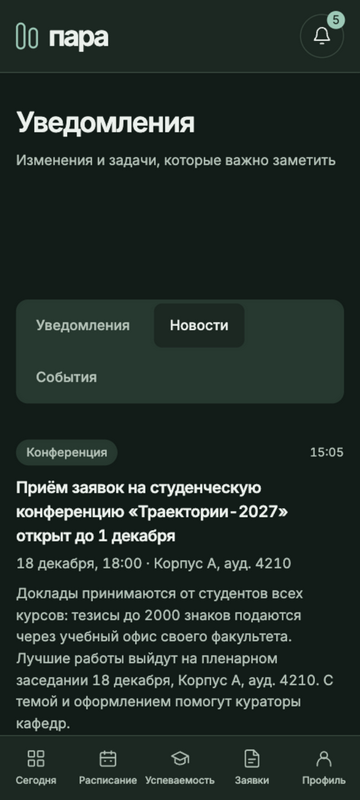 пара
5
Уведомления
Изменения и задачи, которые важно заметить
Уведомления
Новости
События
Конференция
15:05
Приём заявок на студенческую
конференцию «Траектории-2027»
открыт до 1 декабря
18 декабря, 18:00 · Корпус А, ауд. 4210
Доклады принимаются от студентов всех
курсов: тезисы до 2000 знаков подаются
через учебный офис своего факультета.
Лучшие работы выйдут на пленарном
заседании 18 декабря, Корпус А, ауд. 4210. С
темой и оформлением помогут кураторы
кафедр.
Сегодня
Расписание
Успеваемость
Заявки
Профиль